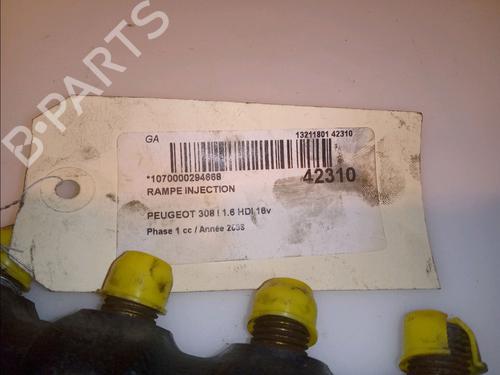 B-PARTS
GA 13211801 42310
*1070000294668 42310
RAMPE INJECTION
PEUGEOT 308 I 1.6 HDI 16v
Phase 1 cc / Année 2008